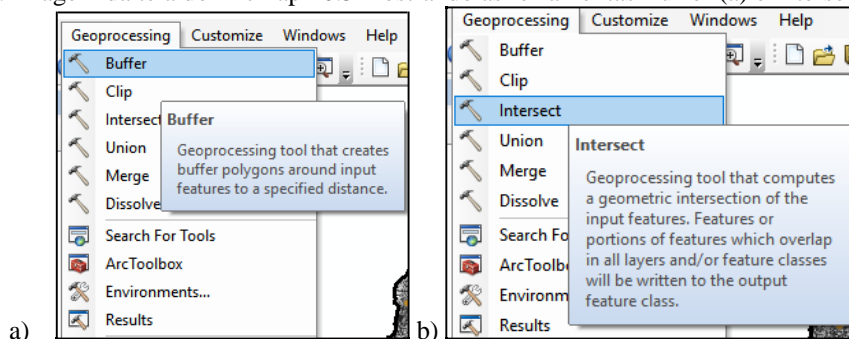 Geoprocessing Customize Windows Help
Buffer
Clip
Intersect
Union
Merge
Dissolve
Search For Tools
ArcToolbox
Environments...
Results
Buffer
Geoprocessing tool that creates
buffer polygons around input
features to a specified distance.
a)
Geoprocessing Customize Windows Help
Buffer
Clip
Intersect
Union
Merge
Dissolve
Search Fo
ArcToolb
Environm
Results
Intersect
Geoprocessing tool that computes
a geometric intersection of the
input features. Features or
portions of features which overlap
in all layers and/or feature classes
will be written to the output
feature class.
b)